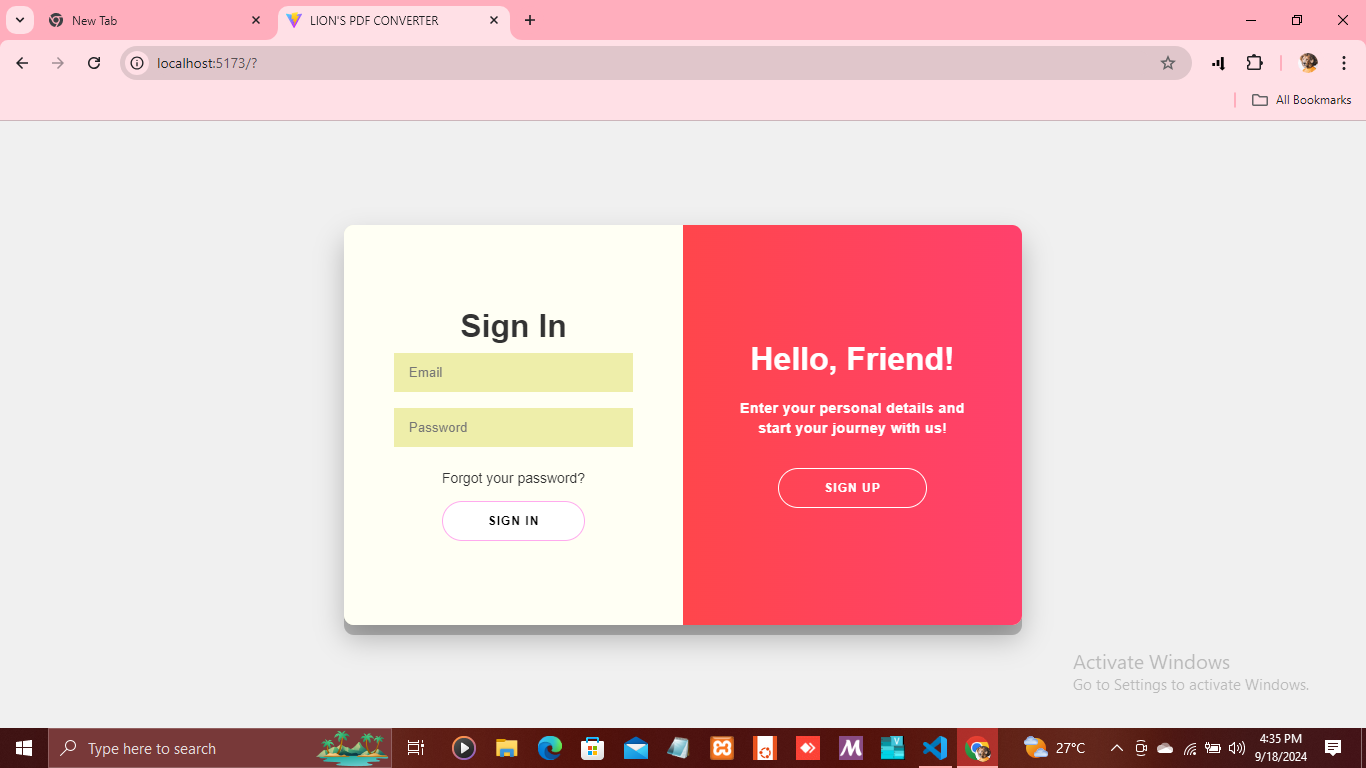 New Tab
LION'S PDF CONVERTER
localhost:5173/?
All Bookmarks
Sign In
Email
Password
Forgot your password?
SIGN IN
Hello, Friend!
Enter your personal details and
start your journey with us!
SIGN UP
Activate Windows
Go to Settings to activate Windows.
Type here to search
27°C
4:35 PM
9/18/2024